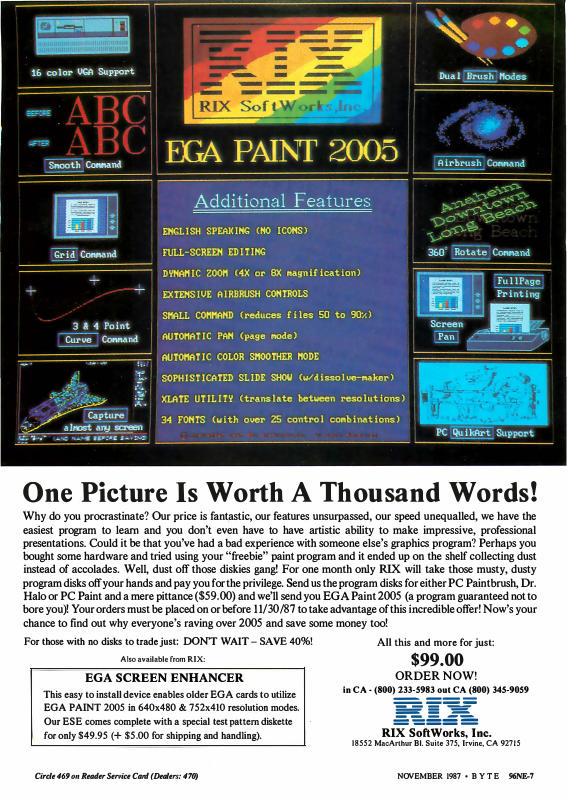 16 color VGA Support
BEFORE
ABC
AFTER
ABC
Smooth Command
Grid Command
3 & 4 Point
Curve Command
Capture
almost any screen
(AND NAME BEFORE SAVING)
RIX
RIX SoftWorks, Inc.
EGA PAINT 2005
Additional Features
ENGLISH SPEAKING (NO ICONS)
FULL-SCREEN EDITING
DYNAMIC ZOOM (4X or 8X magnification)
EXTENSIVE AIRBRUSH CONTROLS
SMALL COMMAND (reduces files 50 to 90%)
AUTOMATIC PAN (page mode)
AUTOMATIC COLOR SMOOTHER MODE
SOPHISTICATED SLIDE SHOW (w/dissolve-maker)
XLATE UTILITY (translate between resolutions)
34 FONTS (with over 25 control combinations)
Dual Brush Modes
Airbrush Command
Anaheim
Downtown
Long Beach
360° Rotate Command
FullPage
Printing
Screen
Pan
PC QuikArt Support
One Picture Is Worth A Thousand Words!
Why do you procrastinate? Our price is fantastic, our features unsurpassed, our speed unequalled, we have the
easiest program to learn and you don't even have to have artistic ability to make impressive, professional
presentations. Could it be that you've had a bad experience with someone else's graphics program? Perhaps you
bought some hardware and tried using your "freebie" paint program and it ended up on the shelf collecting dust
instead of accolades. Well, dust off those diskies gang! For one month only RIX will take those musty, dusty
program disks off your hands and pay you for the privilege. Send us the program disks for either PC Paintbrush, Dr.
Halo or PC Paint and a mere pittance ($59.00) and we'll send you EGA Paint 2005 (a program guaranteed not to
bore you)! Your orders must be placed on or before 11/30/87 to take advantage of this incredible offer! Now's your
chance to find out why everyone's raving over 2005 and save some money too!
For those with no disks to trade just: DON'T WAIT – SAVE 40%!
Also available from RIX:
EGA SCREEN ENHANCER
This easy to install device enables older EGA cards to utilize
EGA PAINT 2005 in 640x480 & 752x410 resolution modes.
Our ESE comes complete with a special test pattern diskette
for only $49.95 (+ $5.00 for shipping and handling).
All this and more for just:
$99.00
ORDER NOW!
in CA - (800) 233-5983 out CA (800) 345-9059
RIX
RIX SoftWorks, Inc.
18552 MacArthur Bl. Suite 375, Irvine, CA 92715
Circle 469 on Reader Service Card (Dealers: 470)
NOVEMBER 1987 • B Y T E 96NE-7